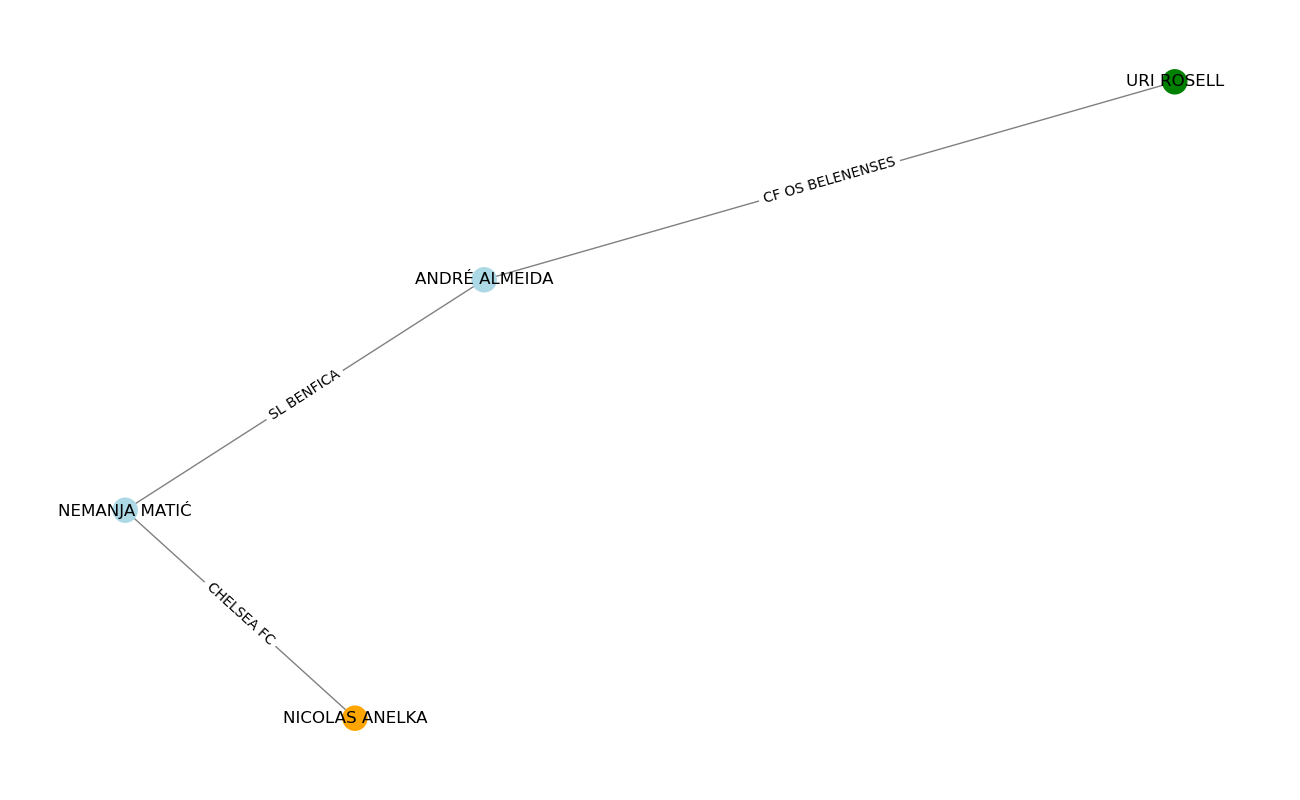 URI ROSELL
CF OS BELENENSES
ANDRÉ ALMEIDA
SL BENFICA
NEMANJA MATIĆ
CHELSEA FC
NICOLAS ANELKA